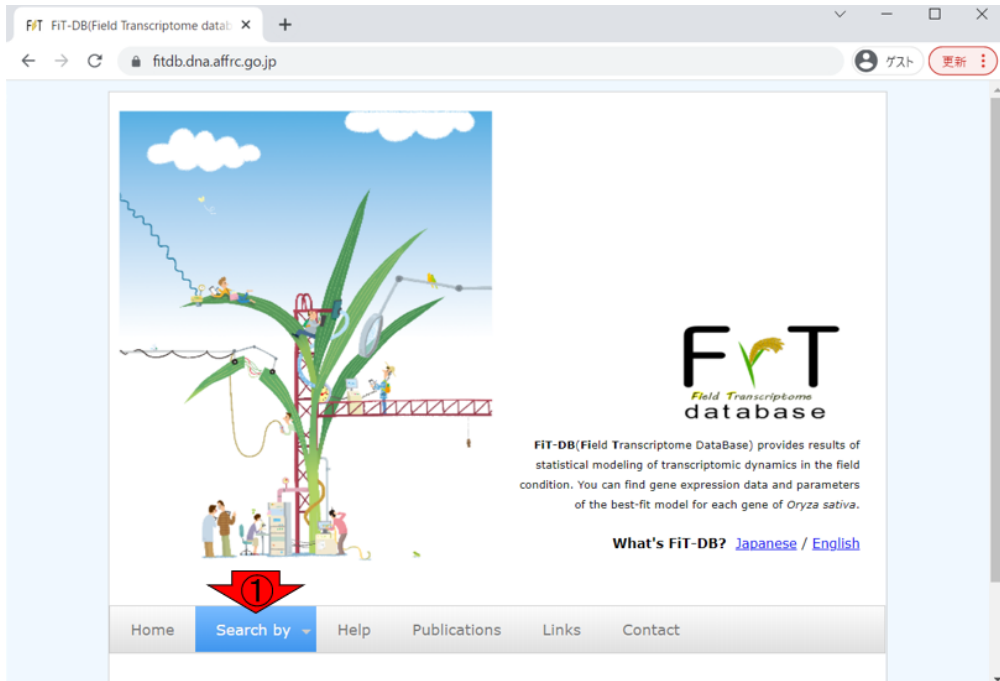 FiT FiT-DB(Field Transcriptome datab
fitdb.dna.affrc.go.jp
ゲスト
更新
FiT
Field Transcriptome
database
FiT-DB(Field Transcriptome DataBase) provides results of
statistical modeling of transcriptomic dynamics in the field
condition. You can find gene expression data and parameters
of the best-fit model for each gene of Oryza sativa.
What's FiT-DB? Japanese / English
①
Home Search by Help Publications Links Contact